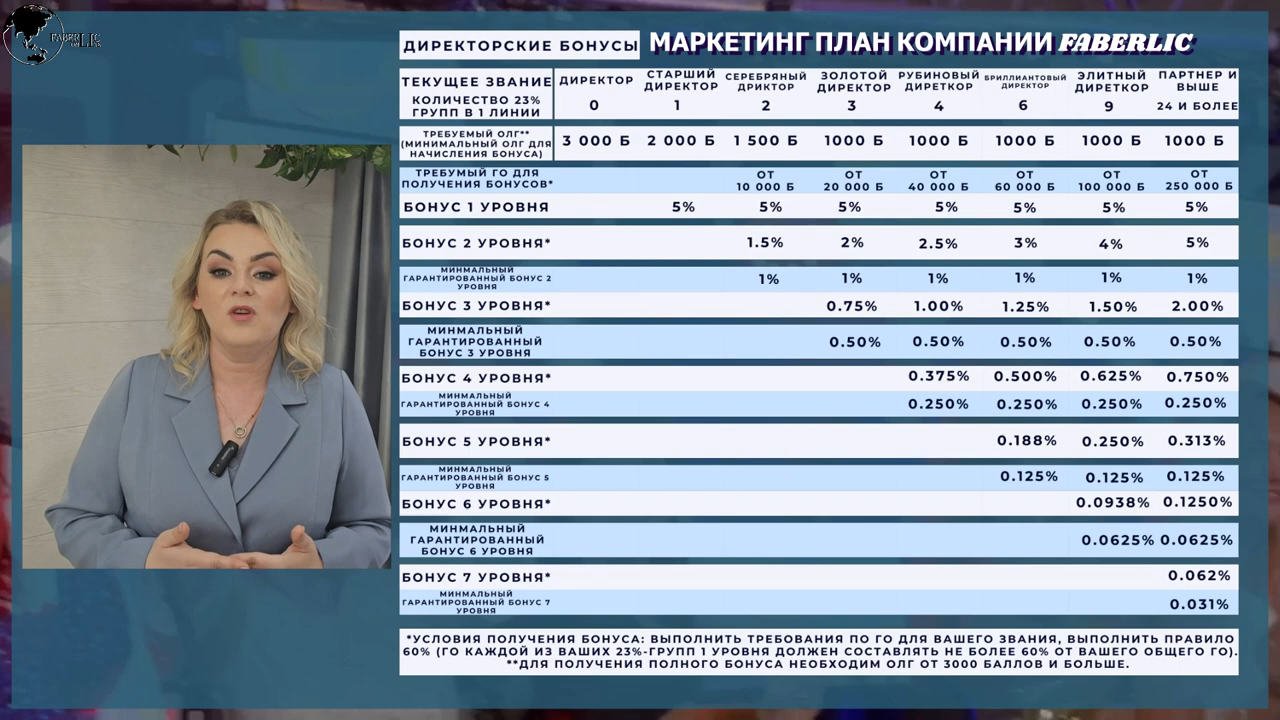 FABERLIC
ONLINE
ДИРЕКТОРСКИЕ БОНУСЫ
МАРКЕТИНГ ПЛАН КОМПАНИИ FABERLIC
ТЕКУЩЕЕ ЗВАНИЕ ДИРЕКТОР СТАРШИЙ ДИРЕКТОР СЕРЕБРЯНЫЙ ДРИКТОР ЗОЛОТОЙ ДИРЕКТОР РУБИНОВЫЙ ДИРЕТКОР БРИЛЛИАНТОВЫЙ ДИРЕКТОР ЭЛИТНЫЙ ДИРЕТКОР ПАРТНЕР И ВЫШЕ
КОЛИЧЕСТВО 23%
ГРУПП В 1 ЛИНИИ 0 1 2 3 4 6 9 24 И БОЛЕЕ
ТРЕБУЕМЫЙ ОЛГ**
(МИНИМАЛЬНЫЙ ОЛГ ДЛЯ
НАЧИСЛЕНИЯ БОНУСА) 3 000 Б 2 000 Б 1 500 Б 1000 Б 1000 Б 1000 Б 1000 Б 1000 Б
ТРЕБУМЫЙ ГО ДЛЯ
ПОЛУЧЕНИЯ БОНУСОВ* ОТ 10 000 Б ОТ 20 000 Б ОТ 40 000 Б ОТ 60 000 Б ОТ 100 000 Б ОТ 250 000 Б
БОНУС 1 УРОВНЯ 5% 5% 5% 5% 5% 5% 5%
БОНУС 2 УРОВНЯ* 1.5% 2% 2.5% 3% 4% 5%
МИНМАЛЬНЫЙ
ГАРАНТИРОВАННЫЙ БОНУС 2
УРОВНЯ 1% 1% 1% 1% 1% 1%
БОНУС 3 УРОВНЯ* 0.75% 1.00% 1.25% 1.50% 2.00%
МИНМАЛЬНЫЙ
ГАРАНТИРОВАННЫЙ
БОНУС 3 УРОВНЯ 0.50% 0.50% 0.50% 0.50% 0.50%
БОНУС 4 УРОВНЯ* 0.375% 0.500% 0.625% 0.750%
МИНМАЛЬНЫЙ
ГАРАНТИРОВАННЫЙ БОНУС 4
УРОВНЯ 0.250% 0.250% 0.250% 0.250%
БОНУС 5 УРОВНЯ* 0.188% 0.250% 0.313%
МИНМАЛЬНЫЙ
ГАРАНТИРОВАННЫЙ БОНУС 5
УРОВНЯ 0.125% 0.125% 0.125%
БОНУС 6 УРОВНЯ* 0.0938% 0.1250%
МИНМАЛЬНЫЙ
ГАРАНТИРОВАННЫЙ
БОНУС 6 УРОВНЯ 0.0625% 0.0625%
БОНУС 7 УРОВНЯ* 0.062%
МИНМАЛЬНЫЙ
ГАРАНТИРОВАННЫЙ БОНУС 7
УРОВНЯ 0.031%
*УСЛОВИЯ ПОЛУЧЕНИЯ БОНУСА: ВЫПОЛНИТЬ ТРЕБОВАНИЯ ПО ГО ДЛЯ ВАШЕГО ЗВАНИЯ, ВЫПОЛНИТЬ ПРАВИЛО
60% (ГО КАЖДОЙ ИЗ ВАШИХ 23%-ГРУПП 1 УРОВНЯ ДОЛЖЕН СОСТАВЛЯТЬ НЕ БОЛЕЕ 60% ОТ ВАШЕГО ОБЩЕГО ГО).
**ДЛЯ ПОЛУЧЕНИЯ ПОЛНОГО БОНУСА НЕОБХОДИМ ОЛГ ОТ 3000 БАЛЛОВ И БОЛЬШЕ.